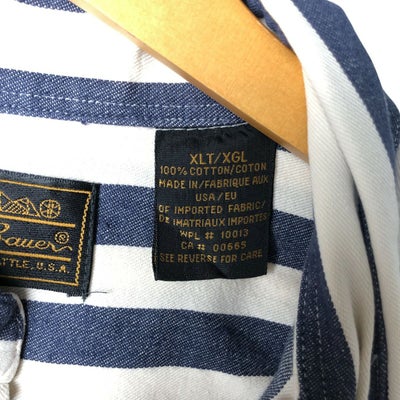 XLT/XGL
100% COTTON/COTON
MADE IN/FABRIQUE AUX
USA/EU
OF IMPORTED FABRIC/
DE IMATRIAUX IMPORTES
WPL # 10013
CA # 00665
SEE REVERSE FOR CARE
Bauer®
ATTLE, U.S.A.